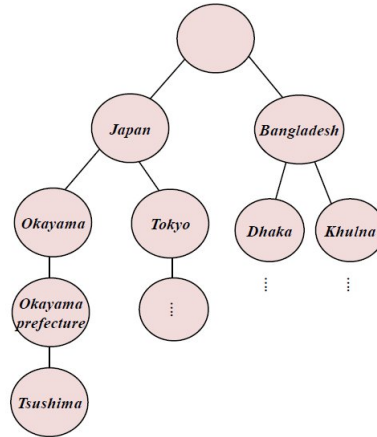 Japan
Bangladesh
Okayama
Tokyo
Dhaka
Khulna
⋮
⋮
⋮
Okayama
prefecture
Tsushima